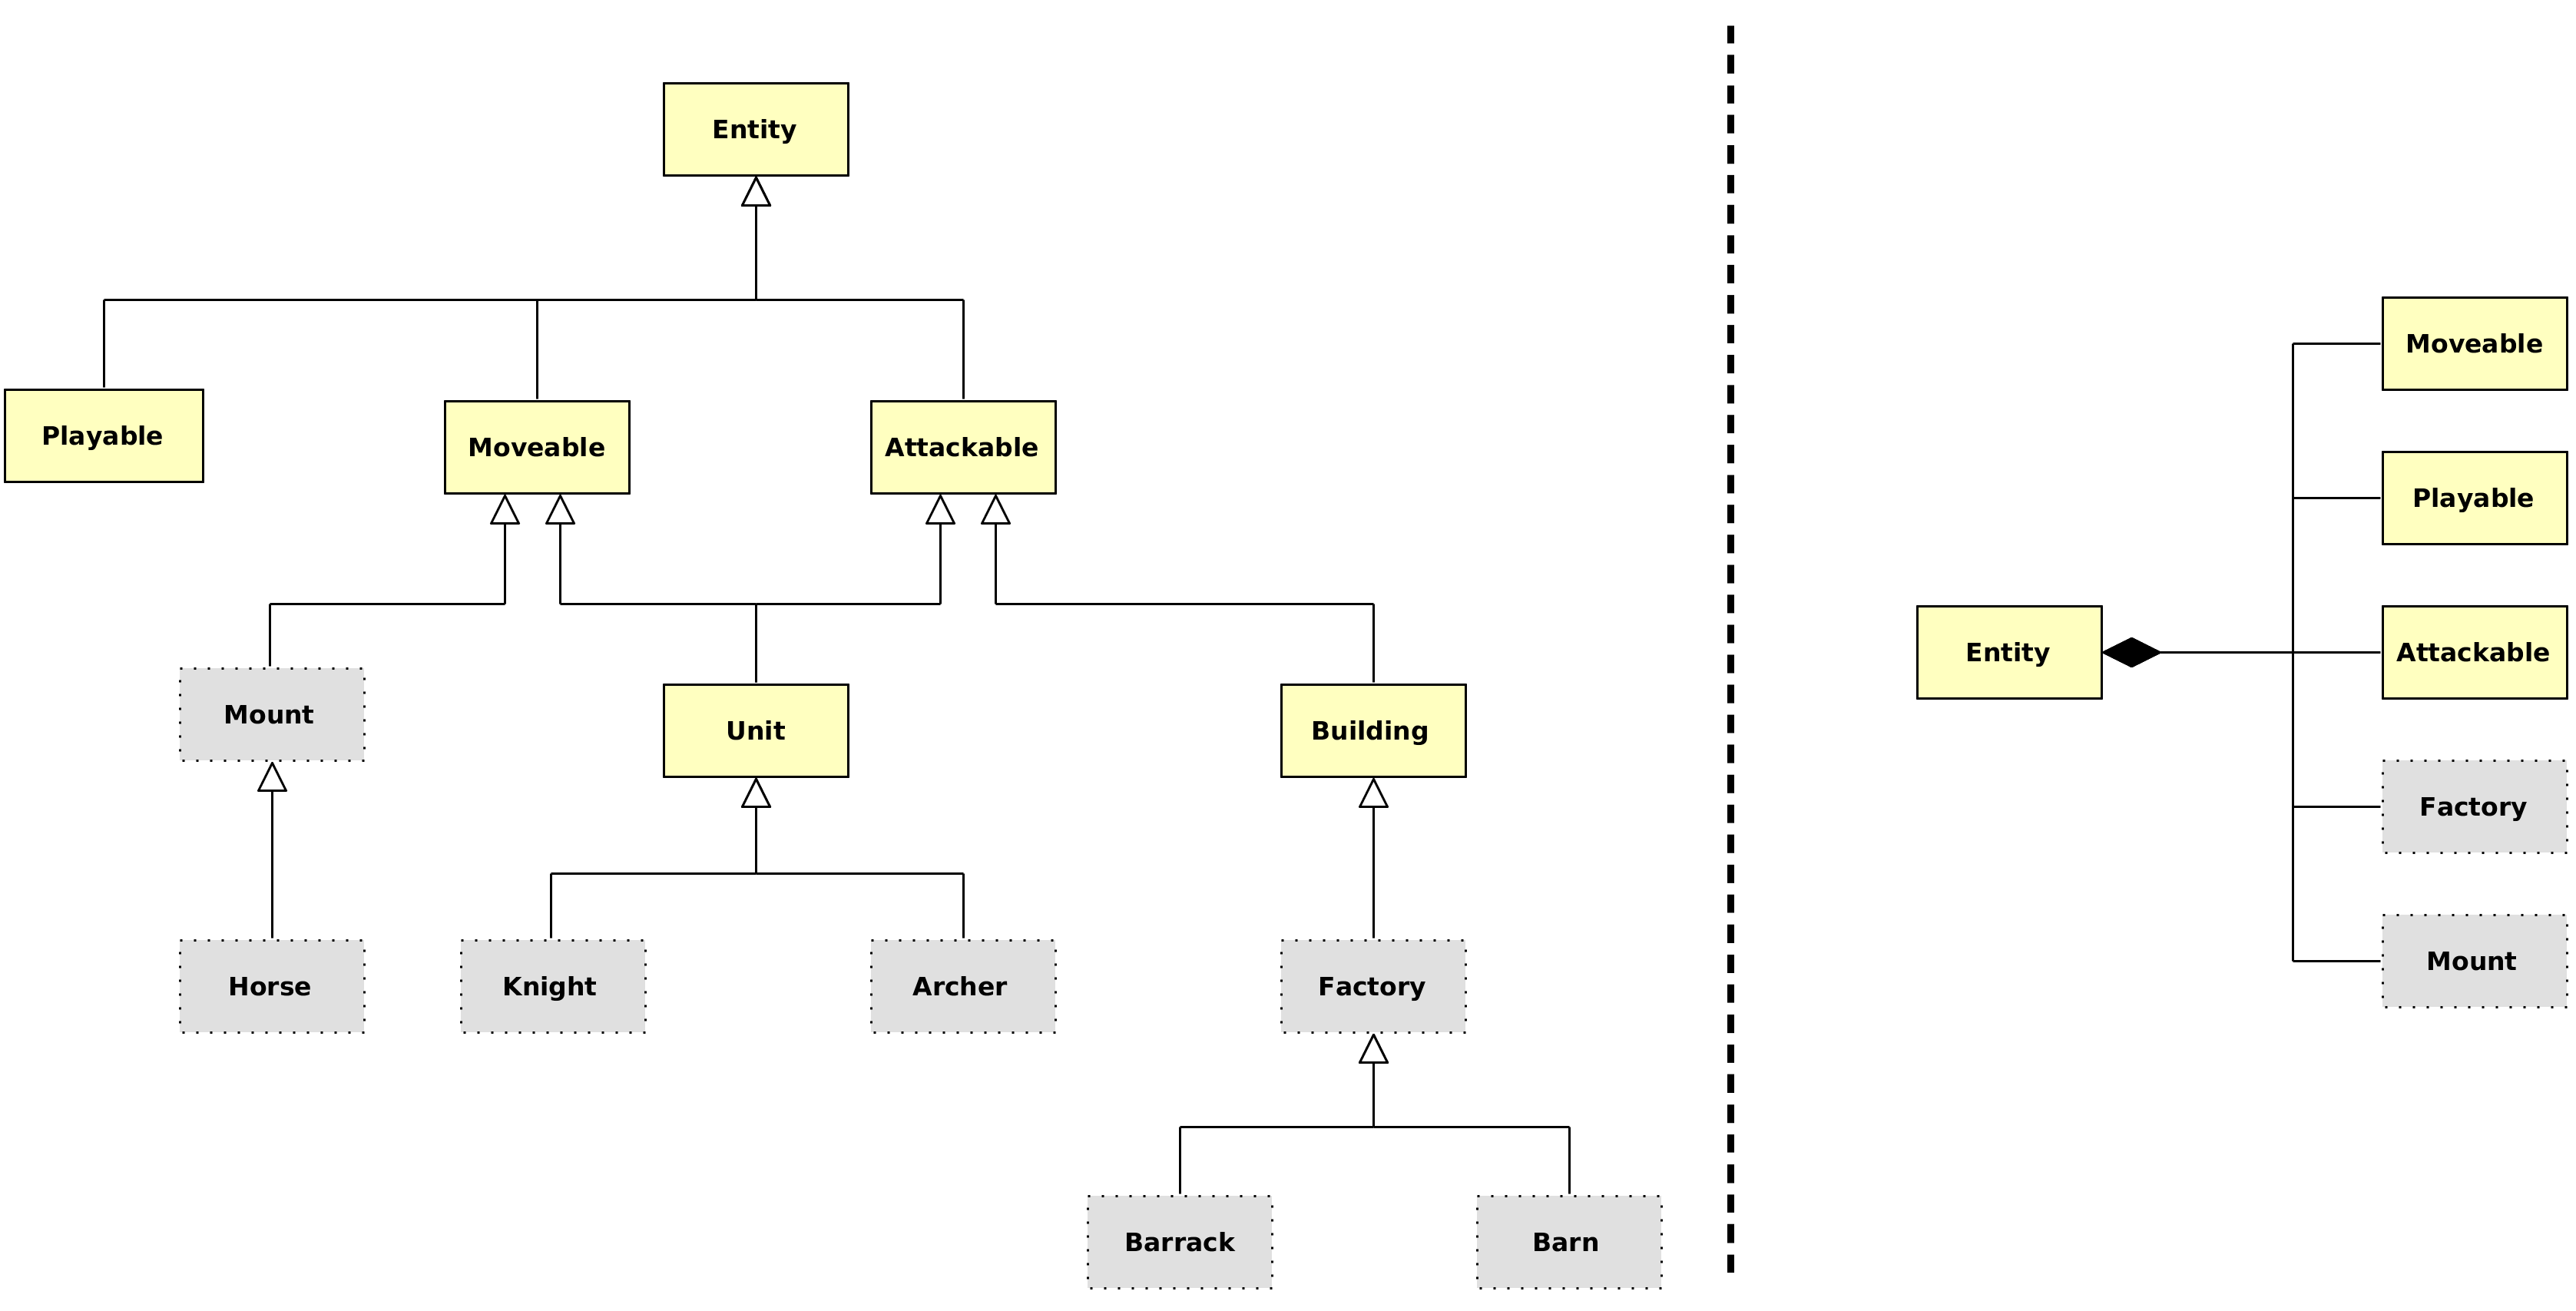 Entity
Playable
Moveable
Attackable
Mount
Unit
Building
Horse
Knight
Archer
Factory
Barrack
Barn
Entity
Moveable
Playable
Attackable
Factory
Mount